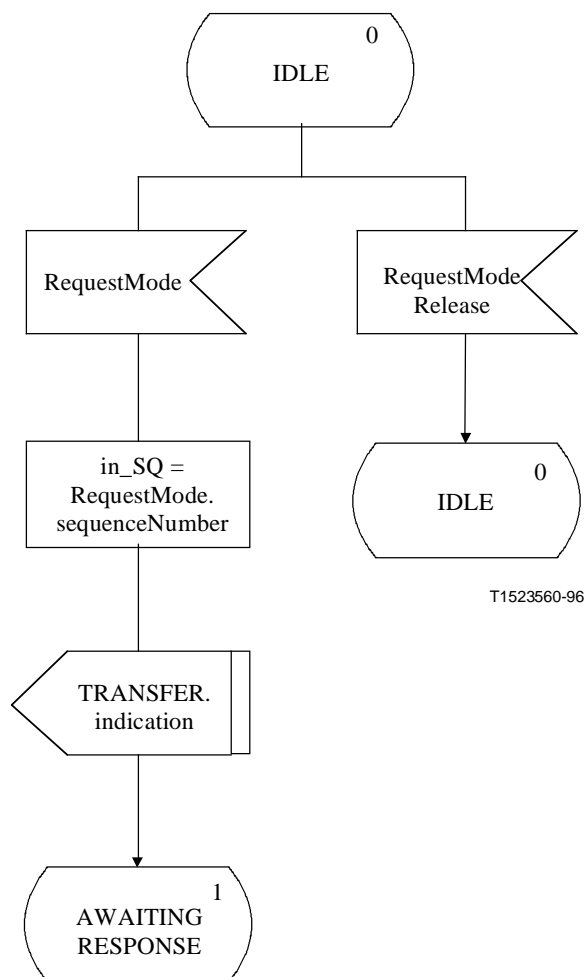 0
IDLE
RequestMode
RequestMode
Release
in_SQ =
RequestMode.
sequenceNumber
0
IDLE
T1523560-96
TRANSFER.
indication
1
AWAITING
RESPONSE